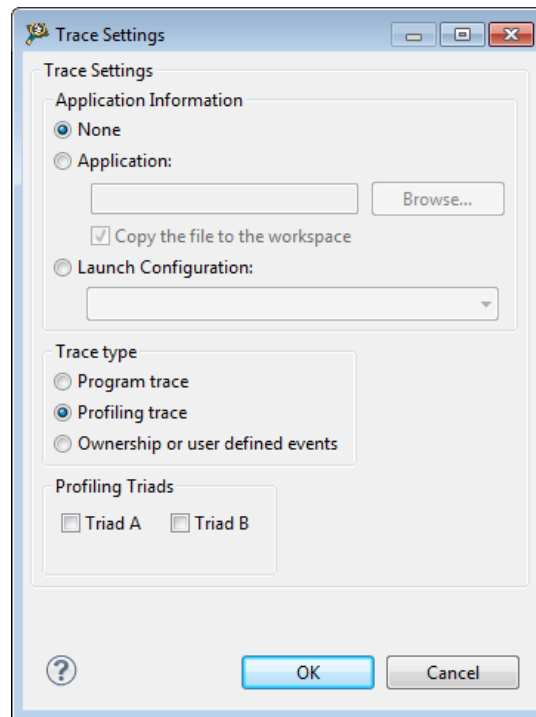 Trace Settings
Trace Settings
Application Information
None
Application:
Browse...
Copy the file to the workspace
Launch Configuration:
Trace type
Program trace
Profiling trace
Ownership or user defined events
Profiling Triads
Triad A Triad B
? OK Cancel